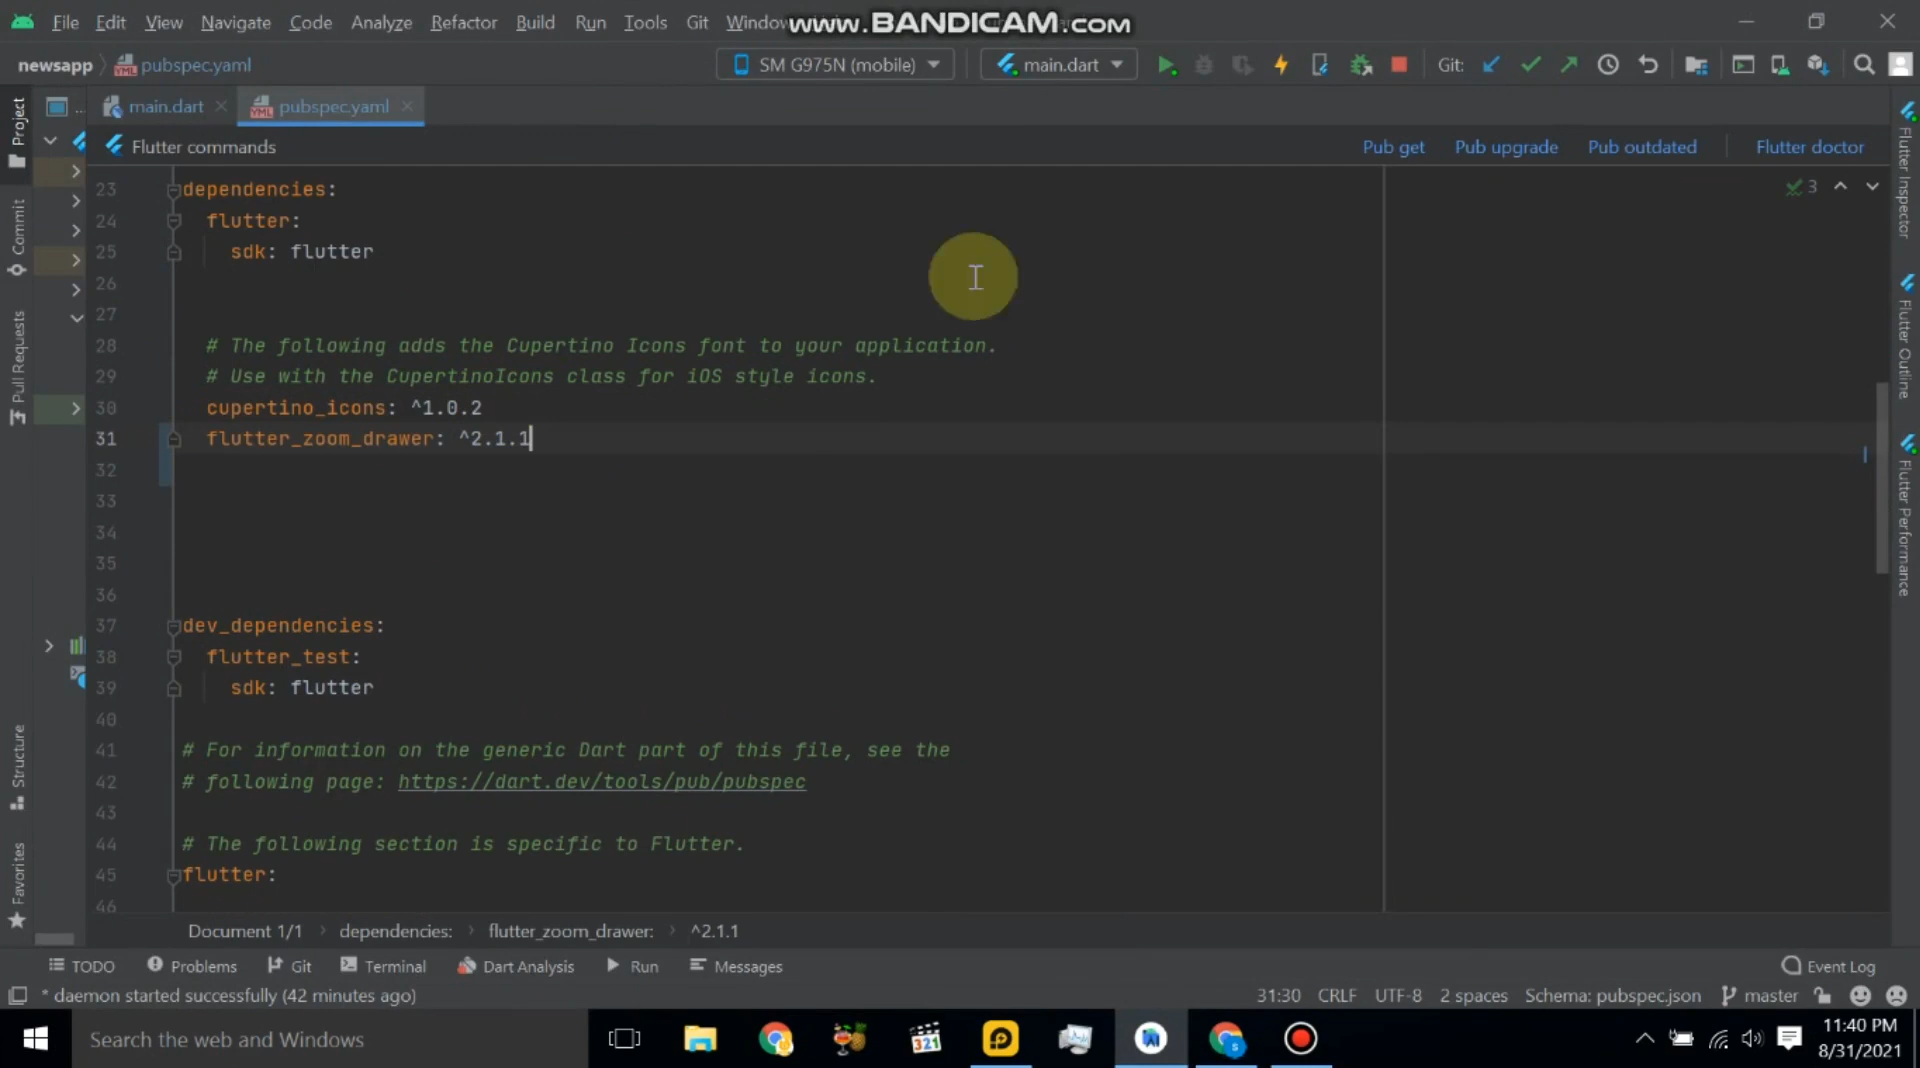 File Edit View Navigate Code Analyze Refactor Build Run Tools Git Window
www.BANDICAM.com
newsapp pubspec.yaml SM G975N (mobile) main.dart Git:
main.dart pubspec.yaml
Flutter commands Pub get Pub upgrade Pub outdated Flutter doctor
Project
Commit
Pull Requests
Structure
Favorites
3
23 dependencies:
24 flutter:
25 sdk: flutter
26
27
28 # The following adds the Cupertino Icons font to your application.
29 # Use with the CupertinoIcons class for iOS style icons.
30 cupertino_icons: ^1.0.2
31 flutter_zoom_drawer: ^2.1.1
32
33
34
35
36
37 dev_dependencies:
38 flutter_test:
39 sdk: flutter
40
41 # For information on the generic Dart part of this file, see the
42 # following page: https://dart.dev/tools/pub/pubspec
43
44 # The following section is specific to Flutter.
45 flutter:
46
Flutter Inspector
Flutter Outline
Flutter Performance
Document 1/1 dependencies: flutter_zoom_drawer: ^2.1.1
TODO Problems Git Terminal Dart Analysis Run Messages Event Log
* daemon started successfully (42 minutes ago) 31:30 CRLF UTF-8 2 spaces Schema: pubspec.json master
Search the web and Windows
321
11:40 PM
8/31/2021